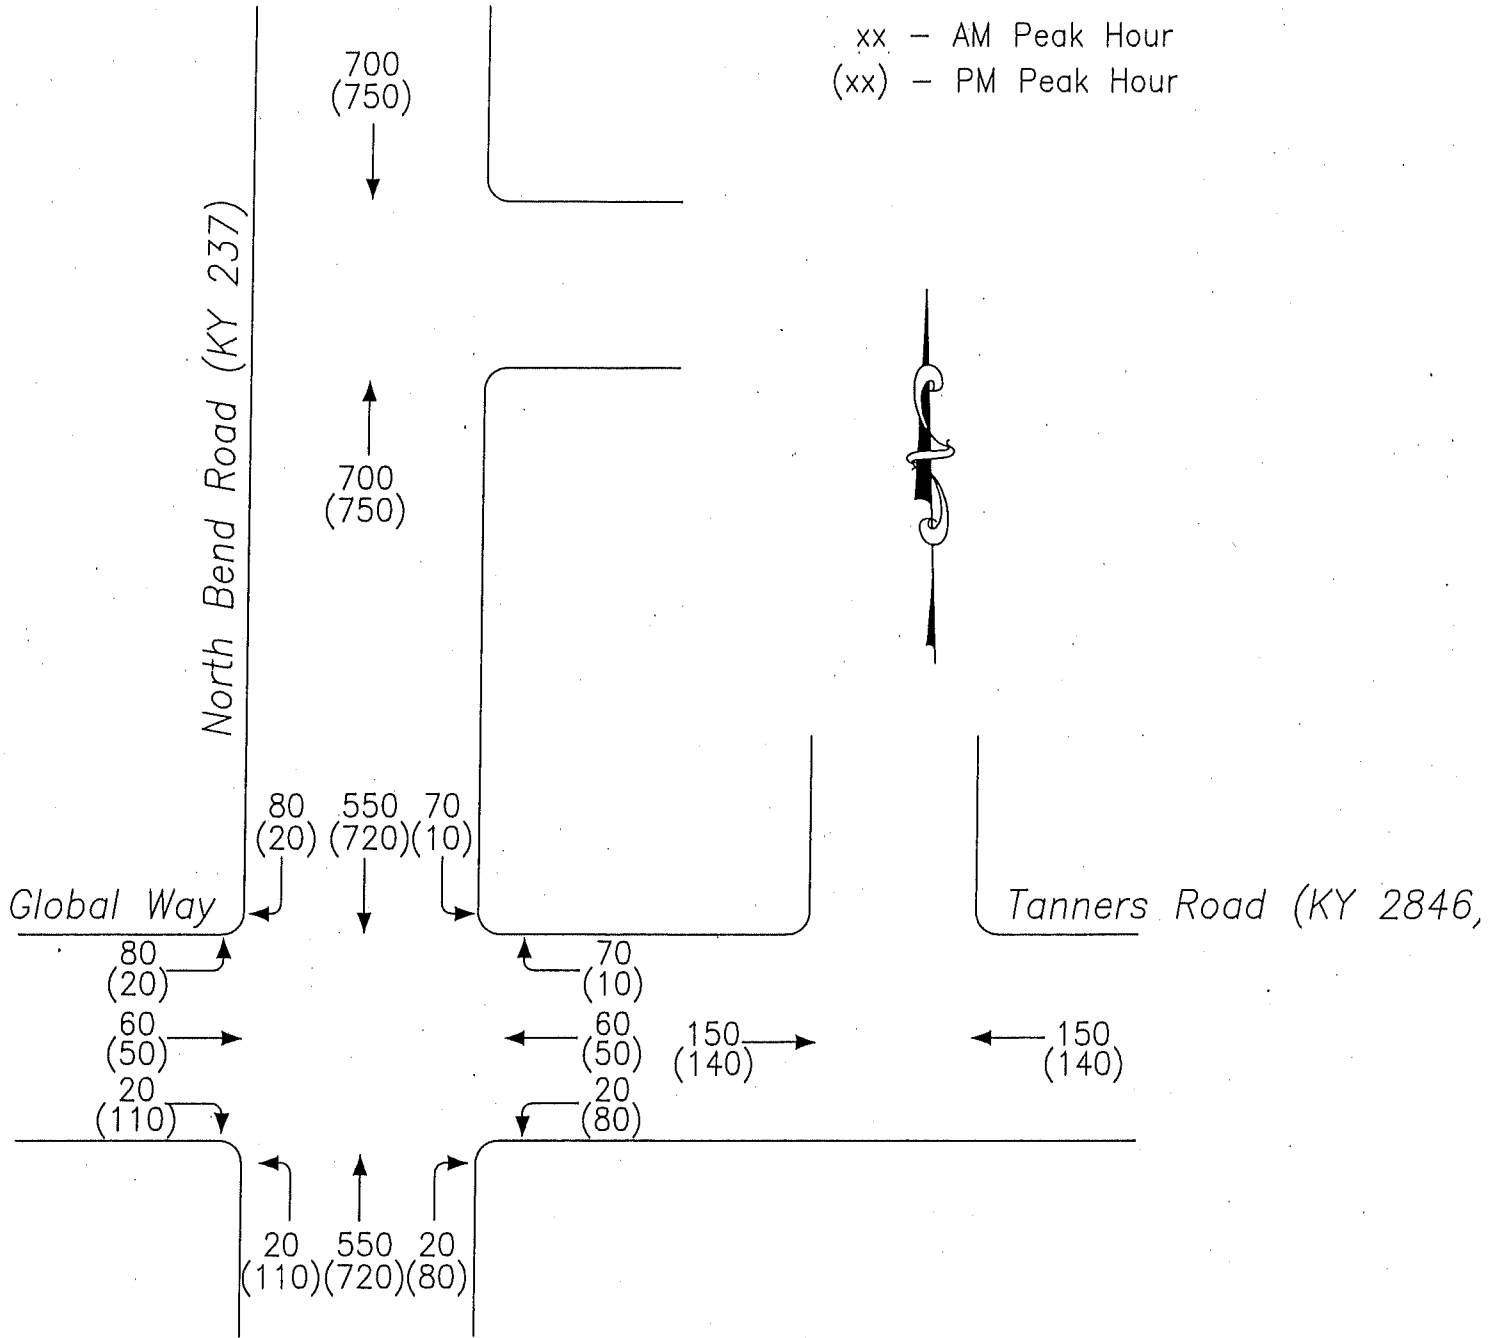 xx - AM Peak Hour
(xx) - PM Peak Hour
700
(750)
North Bend Road (KY 237)
700
(750)
80 550 70
(20) (720) (10)
Global Way
Tanners Road (KY 2846,
80
(20)
60
(50)
20
(110)
70
(10)
60
(50)
20
(80)
150
(140)
150
(140)
20 550 20
(110) (720) (80)